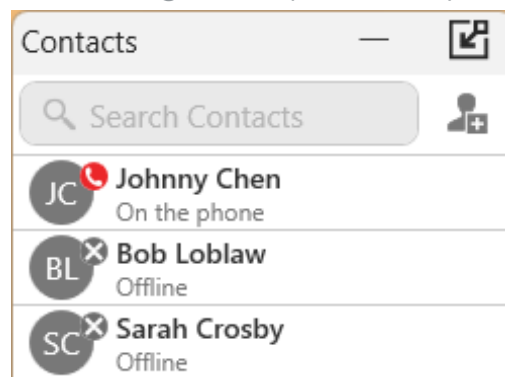 Contacts
Search Contacts
JC
Johnny Chen
On the phone
BL
Bob Loblaw
Offline
SC
Sarah Crosby
Offline